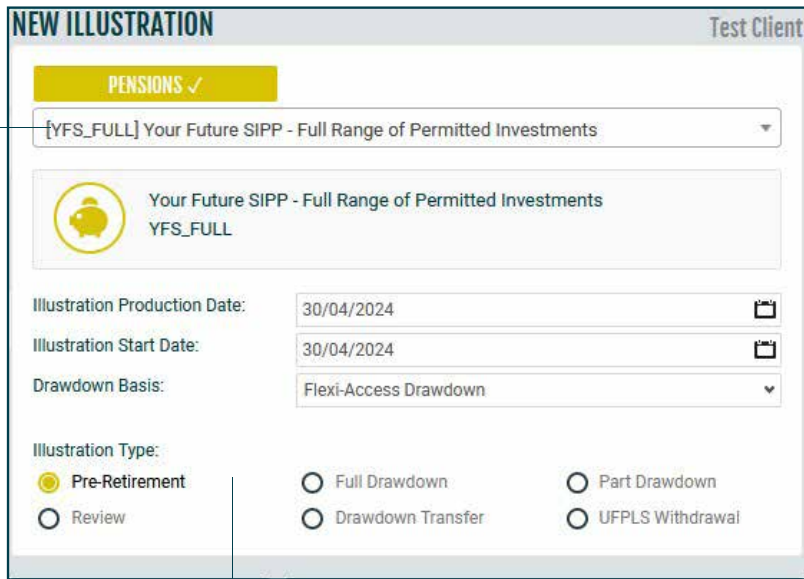 NEW ILLUSTRATION Test Client
PENSIONS ✓
[YFS_FULL] Your Future SIPP - Full Range of Permitted Investments
Your Future SIPP - Full Range of Permitted Investments
YFS_FULL
Illustration Production Date: 30/04/2024
Illustration Start Date: 30/04/2024
Drawdown Basis: Flexi-Access Drawdown
Illustration Type:
Pre-Retirement Full Drawdown Part Drawdown
Review Drawdown Transfer UFPLS Withdrawal